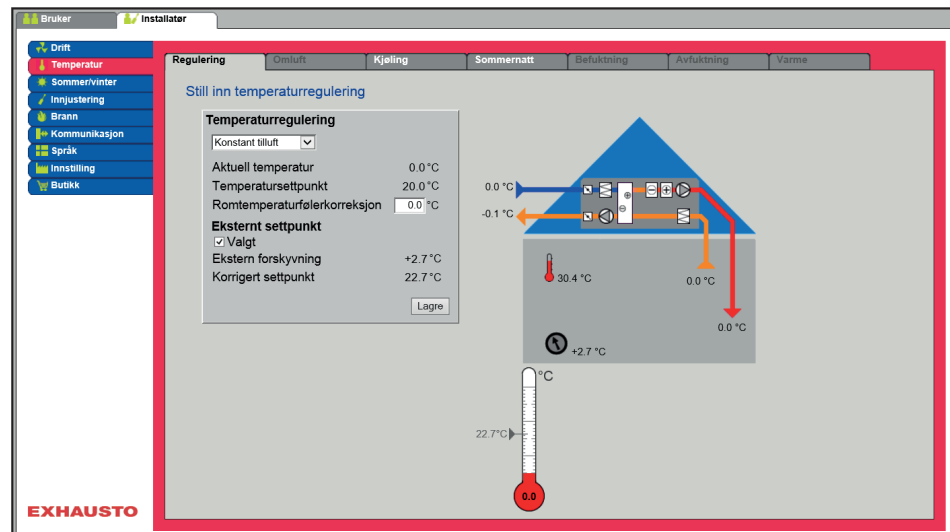 Bruker
Installatør
Drift
Temperatur
Sommer/vinter
Innjustering
Brann
Kommunikasjon
Språk
Innstilling
Butikk
EXHAUSTO
Regulering
Omluft
Kjøling
Sommernatt
Befuktning
Avfuktning
Varme
Still inn temperaturregulering
Temperaturregulering
Konstant tilluft
Aktuell temperatur 0.0 °C
Temperatursettpunkt 20.0 °C
Romtemperaturfølerkorreksjon 0.0 °C
Eksternt settpunkt
Valgt
Ekstern forskyvning +2.7 °C
Korrigert settpunkt 22.7 °C
Lagre
0.0 °C
-0.1 °C
30.4 °C
0.0 °C
0.0 °C
+2.7 °C
°C
22.7°C
0.0